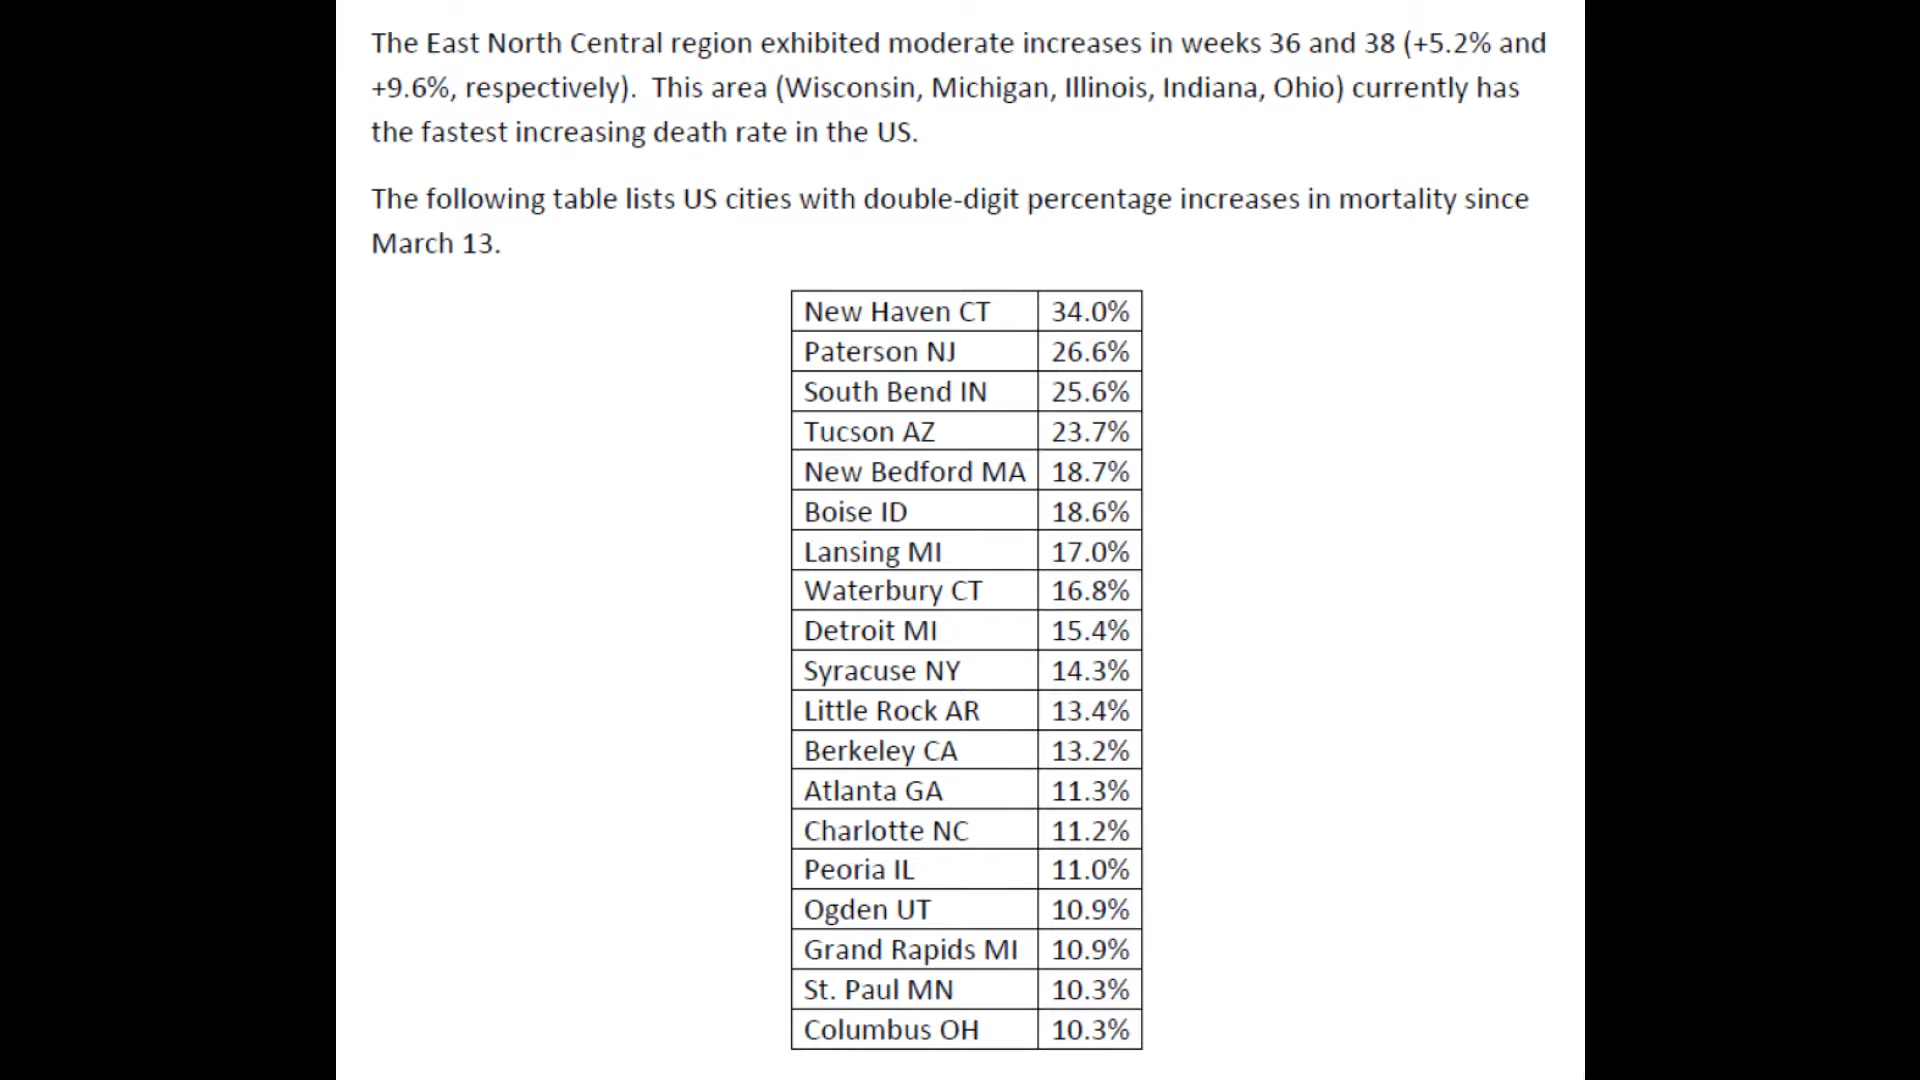 The East North Central region exhibited moderate increases in weeks 36 and 38 (+5.2% and
+9.6%, respectively).  This area (Wisconsin, Michigan, Illinois, Indiana, Ohio) currently has
the fastest increasing death rate in the US.
The following table lists US cities with double-digit percentage increases in mortality since
March 13.
New Haven CT 34.0%
Paterson NJ 26.6%
South Bend IN 25.6%
Tucson AZ 23.7%
New Bedford MA 18.7%
Boise ID 18.6%
Lansing MI 17.0%
Waterbury CT 16.8%
Detroit MI 15.4%
Syracuse NY 14.3%
Little Rock AR 13.4%
Berkeley CA 13.2%
Atlanta GA 11.3%
Charlotte NC 11.2%
Peoria IL 11.0%
Ogden UT 10.9%
Grand Rapids MI 10.9%
St. Paul MN 10.3%
Columbus OH 10.3%